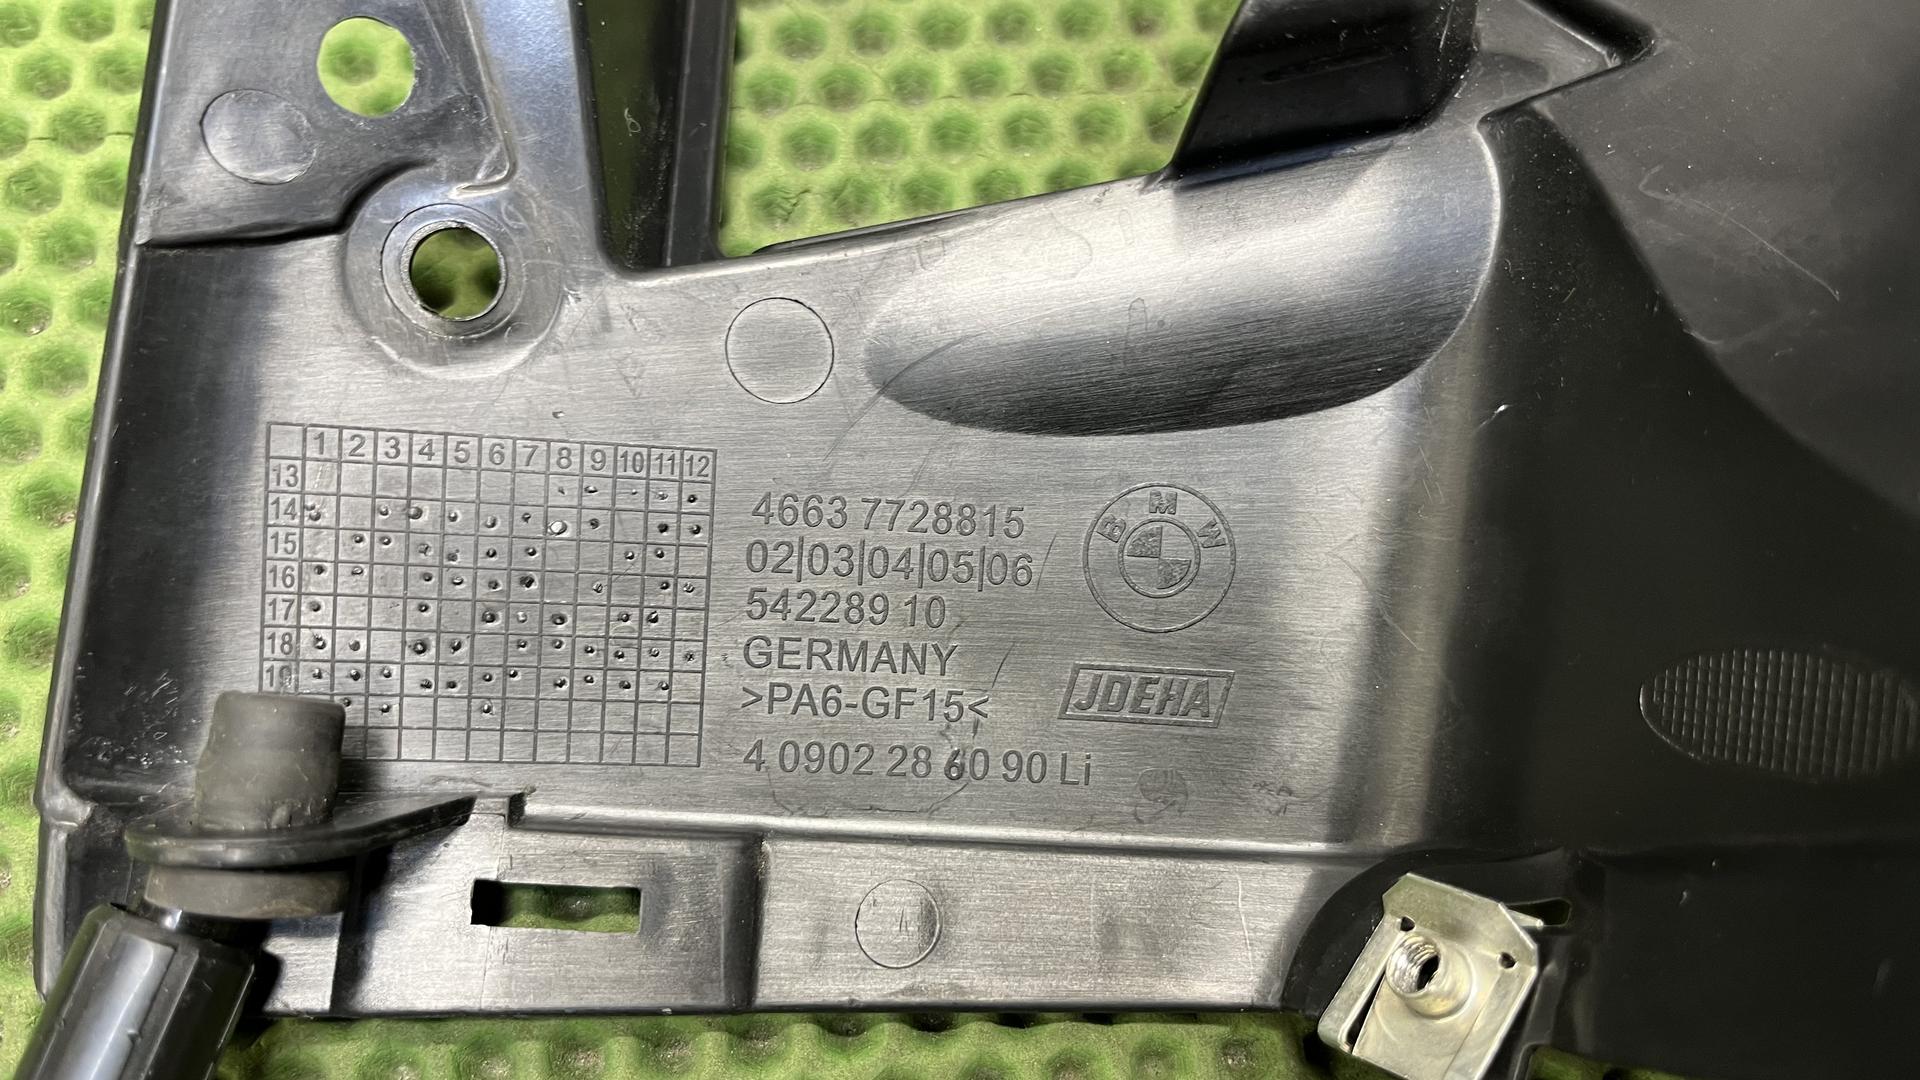 1 2 3 4 5 6 7 8 9 10 11 12
13
14
15
16
17
18
19
4663 7728815
02|03|04|05|06
542289 10
GERMANY
>PA6-GF15<
4 0902 28 60 90 Li
BMW
JDEHA